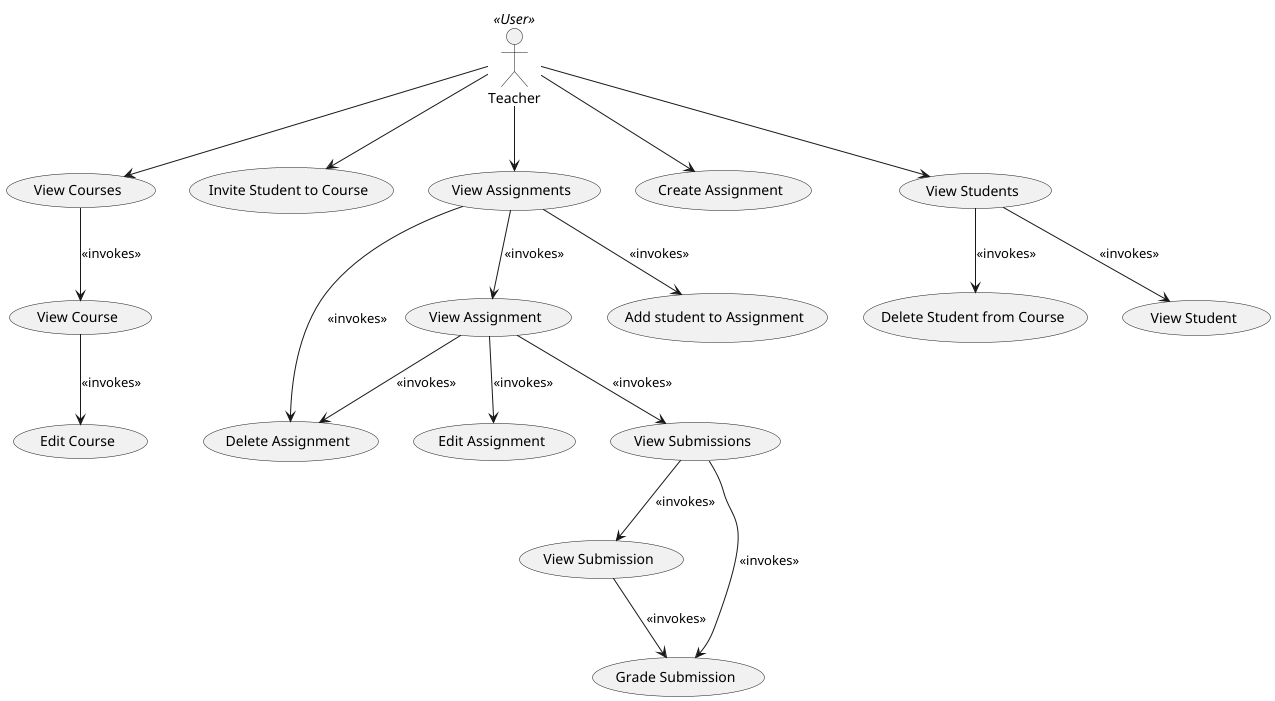 «User»
Teacher
View Courses
Invite Student to Course
View Assignments
Create Assignment
View Students
«invokes»
«invokes»
«invokes»
«invokes»
«invokes»
View Course
«invokes»
View Assignment
Add student to Assignment
Delete Student from Course
View Student
«invokes»
«invokes»
«invokes»
«invokes»
Edit Course
Delete Assignment
Edit Assignment
View Submissions
«invokes»
View Submission
«invokes»
«invokes»
Grade Submission